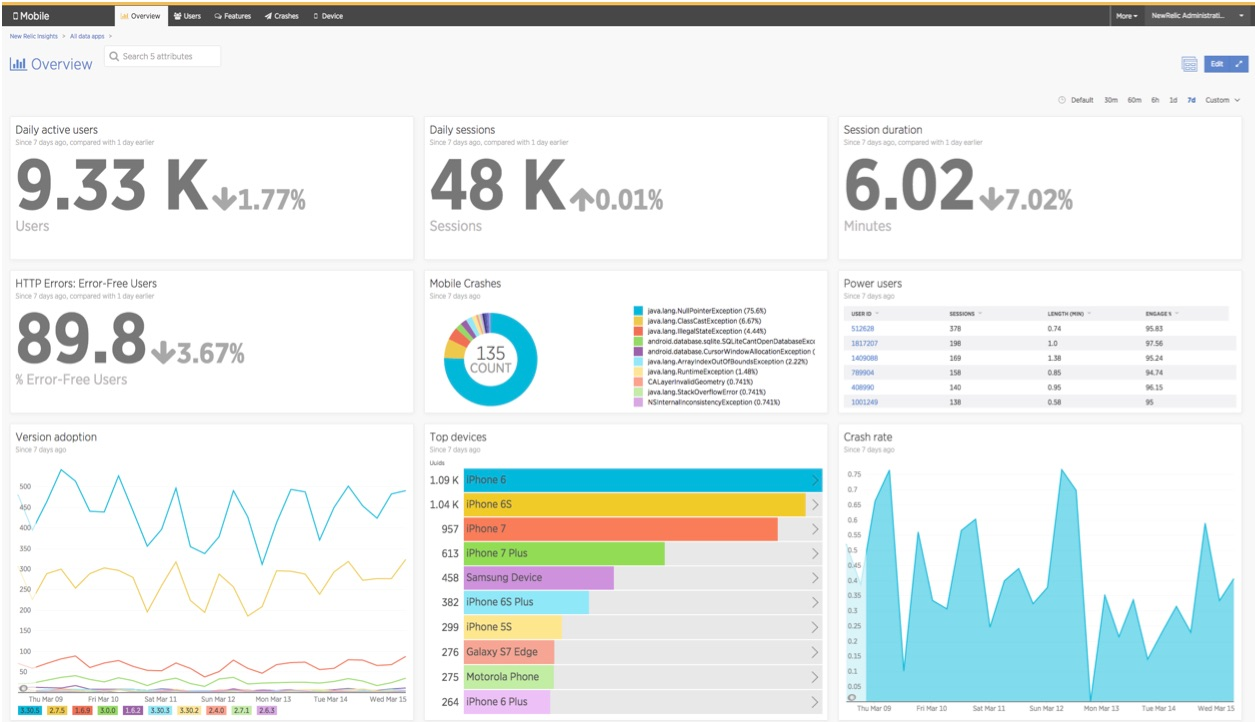 Mobile
Overview
Users
Features
Crashes
Device
More
NewRelic Administrati...
New Relic Insights > All data apps >
Overview
Search 5 attributes
Edit
Default 30m 60m 6h 1d 7d Custom
Daily active users
Since 7 days ago, compared with 1 day earlier
9.33 K 1.77%
Users
Daily sessions
Since 7 days ago, compared with 1 day earlier
48 K 0.01%
Sessions
Session duration
Since 7 days ago, compared with 1 day earlier
6.02 7.02%
Minutes
HTTP Errors: Error-Free Users
Since 7 days ago, compared with 1 day earlier
89.8 3.67%
% Error-Free Users
Mobile Crashes
Since 7 days ago
135
COUNT
java.lang.NullPointerException (75.6%)
java.lang.ClassCastException (6.67%)
java.lang.IllegalStateException (4.44%)
android.database.sqlite.SQLiteCantOpenDatabaseExc
android.database.CursorWindowAllocationException (
java.lang.ArrayIndexOutOfBoundsException (2.22%)
java.lang.RuntimeException (1.48%)
CALayerInvalidGeometry (0.741%)
java.lang.StackOverflowError (0.741%)
NSInternalInconsistencyException (0.741%)
Power users
Since 7 days ago
USER ID SESSIONS LENGTH (MIN) ENGAGE %
512628 378 0.74 95.83
1817207 198 1.0 97.56
1409088 169 1.38 95.24
789904 158 0.85 94.74
408990 140 0.95 96.15
1001249 138 0.58 95
Version adoption
Since 7 days ago
500
450
400
350
300
250
200
150
100
50
Thu Mar 09 Fri Mar 10 Sat Mar 11 Sun Mar 12 Mon Mar 13 Tue Mar 14 Wed Mar 15
3.30.5 2.7.5 1.6.9 3.0.0 1.6.2 3.30.3 3.30.2 2.4.0 2.7.1 2.6.3
Top devices
Since 7 days ago
Uuids
1.09 K iPhone 6
1.04 K iPhone 6S
957 iPhone 7
613 iPhone 7 Plus
458 Samsung Device
382 iPhone 6S Plus
299 iPhone 5S
276 Galaxy S7 Edge
275 Motorola Phone
264 iPhone 6 Plus
Crash rate
Since 7 days ago
0.75
0.7
0.65
0.6
0.55
0.5
0.45
0.4
0.35
0.3
0.25
0.2
0.15
0.1
0.05
Thu Mar 09 Fri Mar 10 Sat Mar 11 Sun Mar 12 Mon Mar 13 Tue Mar 14 Wed Mar 15